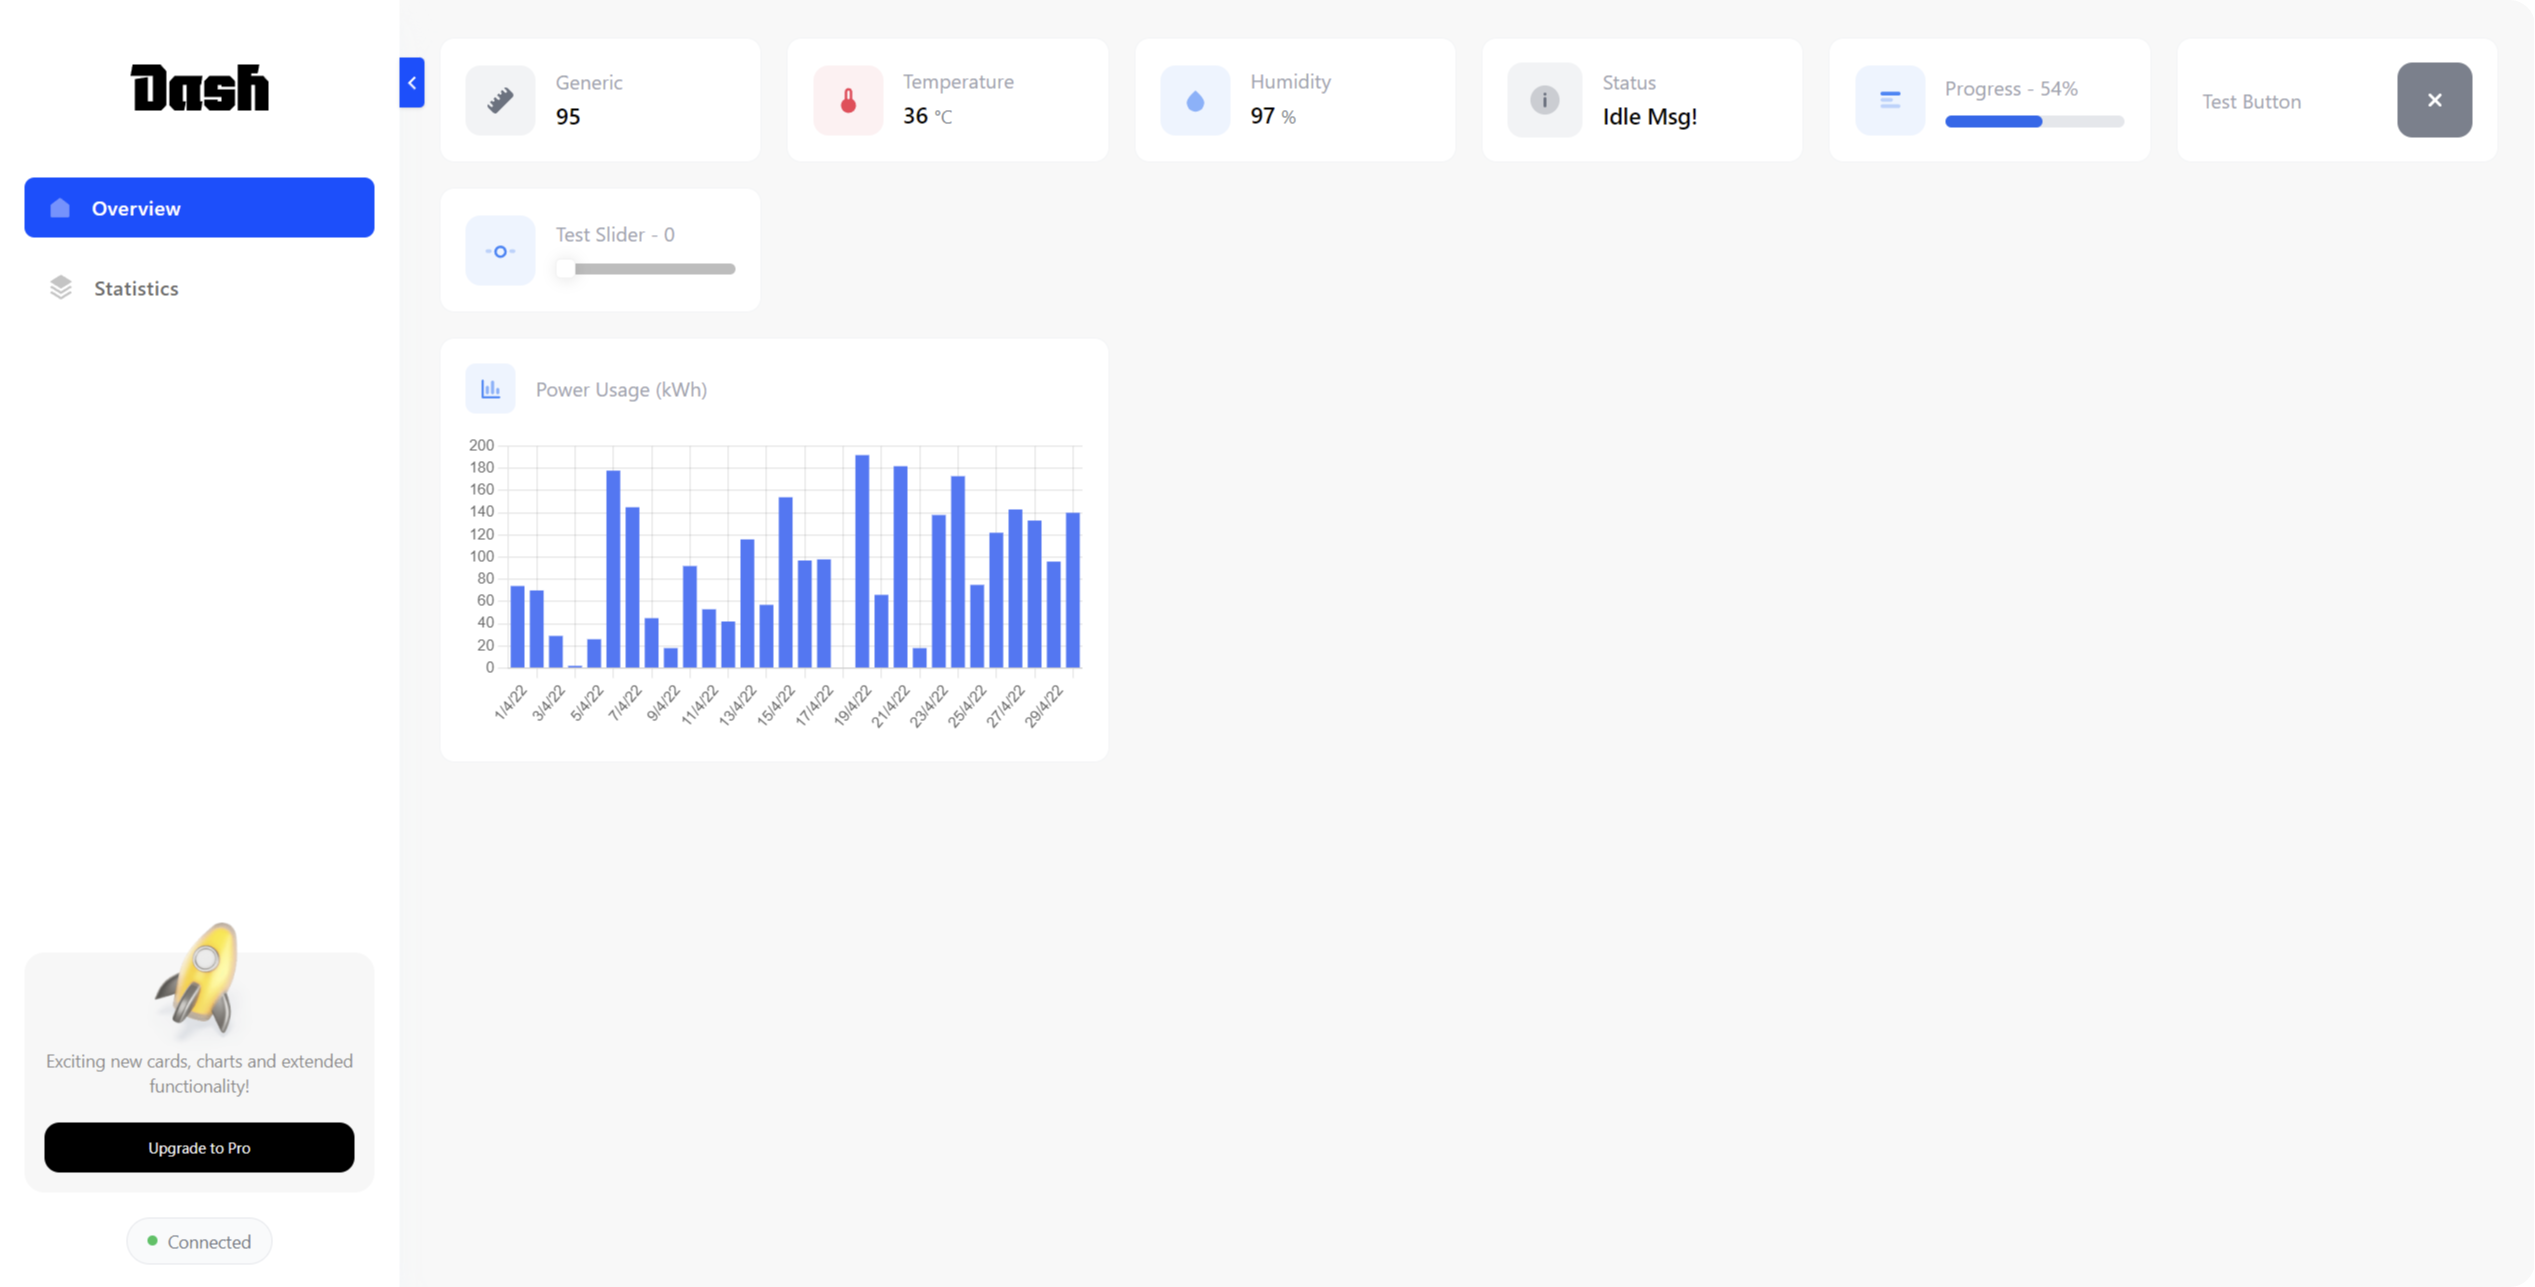 Dash
Overview
Statistics
Exciting new cards, charts and extended
functionality!
Upgrade to Pro
Connected
Generic
95
Temperature
36 °C
Humidity
97 %
Status
Idle Msg!
Progress - 54%
Test Button
Test Slider - 0
Power Usage (kWh)
200
180
160
140
120
100
80
60
40
20
0
1/4/22
3/4/22
5/4/22
7/4/22
9/4/22
11/4/22
13/4/22
15/4/22
17/4/22
19/4/22
21/4/22
23/4/22
25/4/22
27/4/22
29/4/22